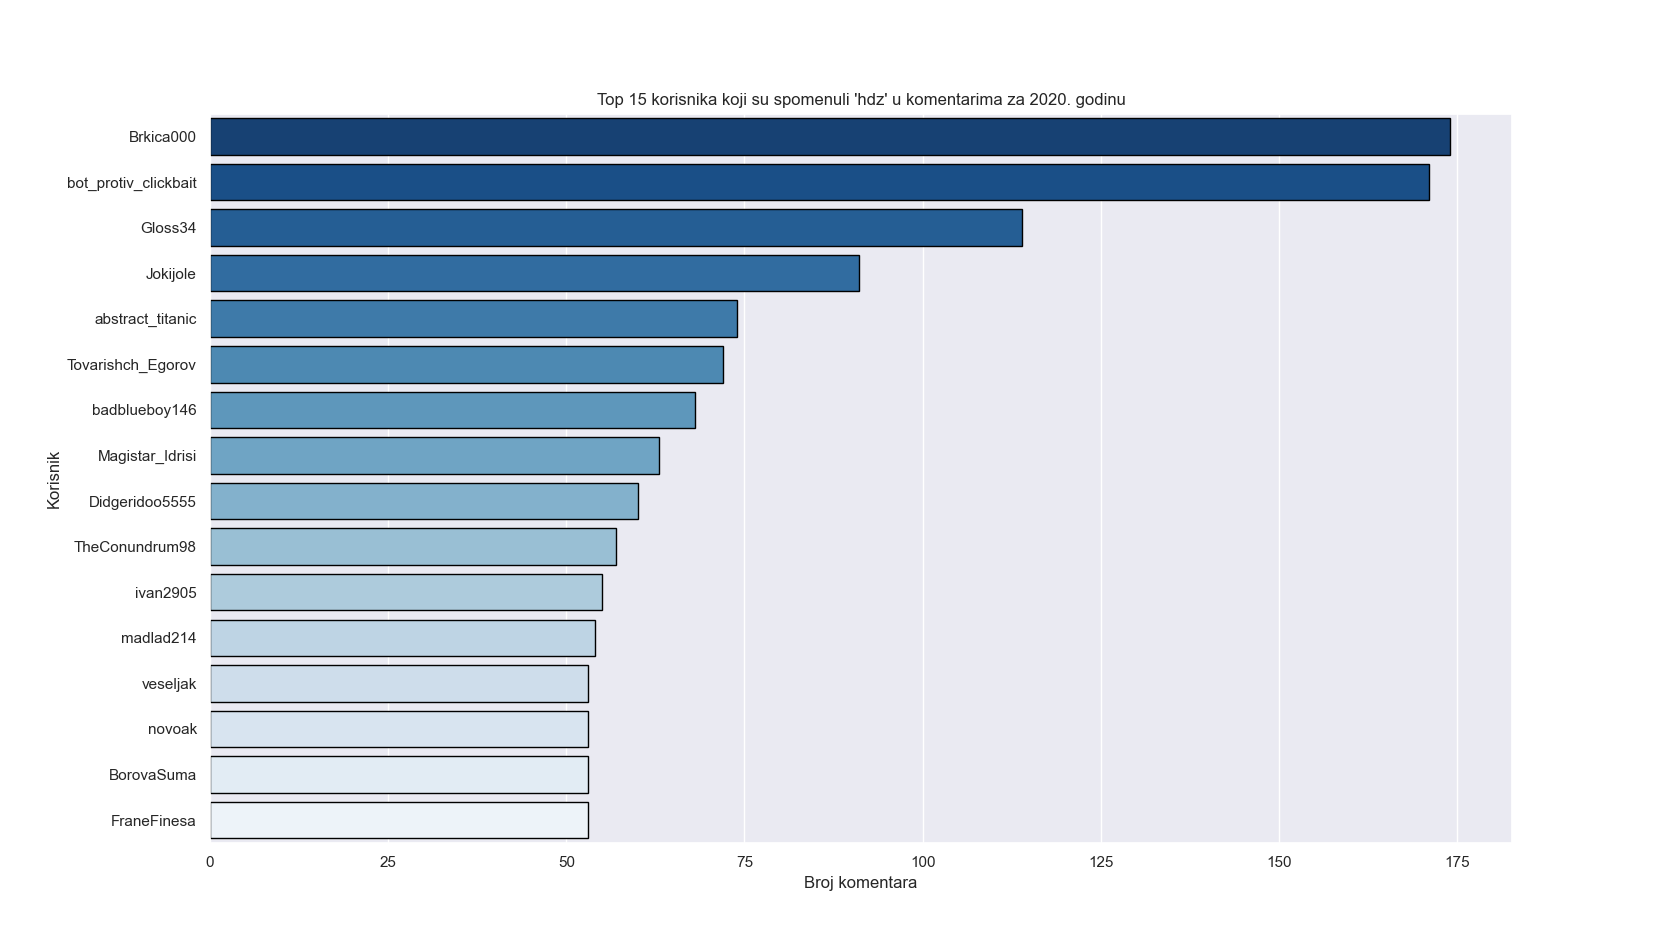 Top 15 korisnika koji su spomenuli 'hdz' u komentarima za 2020. godinu
Korisnik
Brkica000
bot_protiv_clickbait
Gloss34
Jokijole
abstract_titanic
Tovarishch_Egorov
badblueboy146
Magistar_Idrisi
Didgeridoo5555
TheConundrum98
ivan2905
madlad214
veseljak
novoak
BorovaSuma
FraneFinesa
0 25 50 75 100 125 150 175
Broj komentara